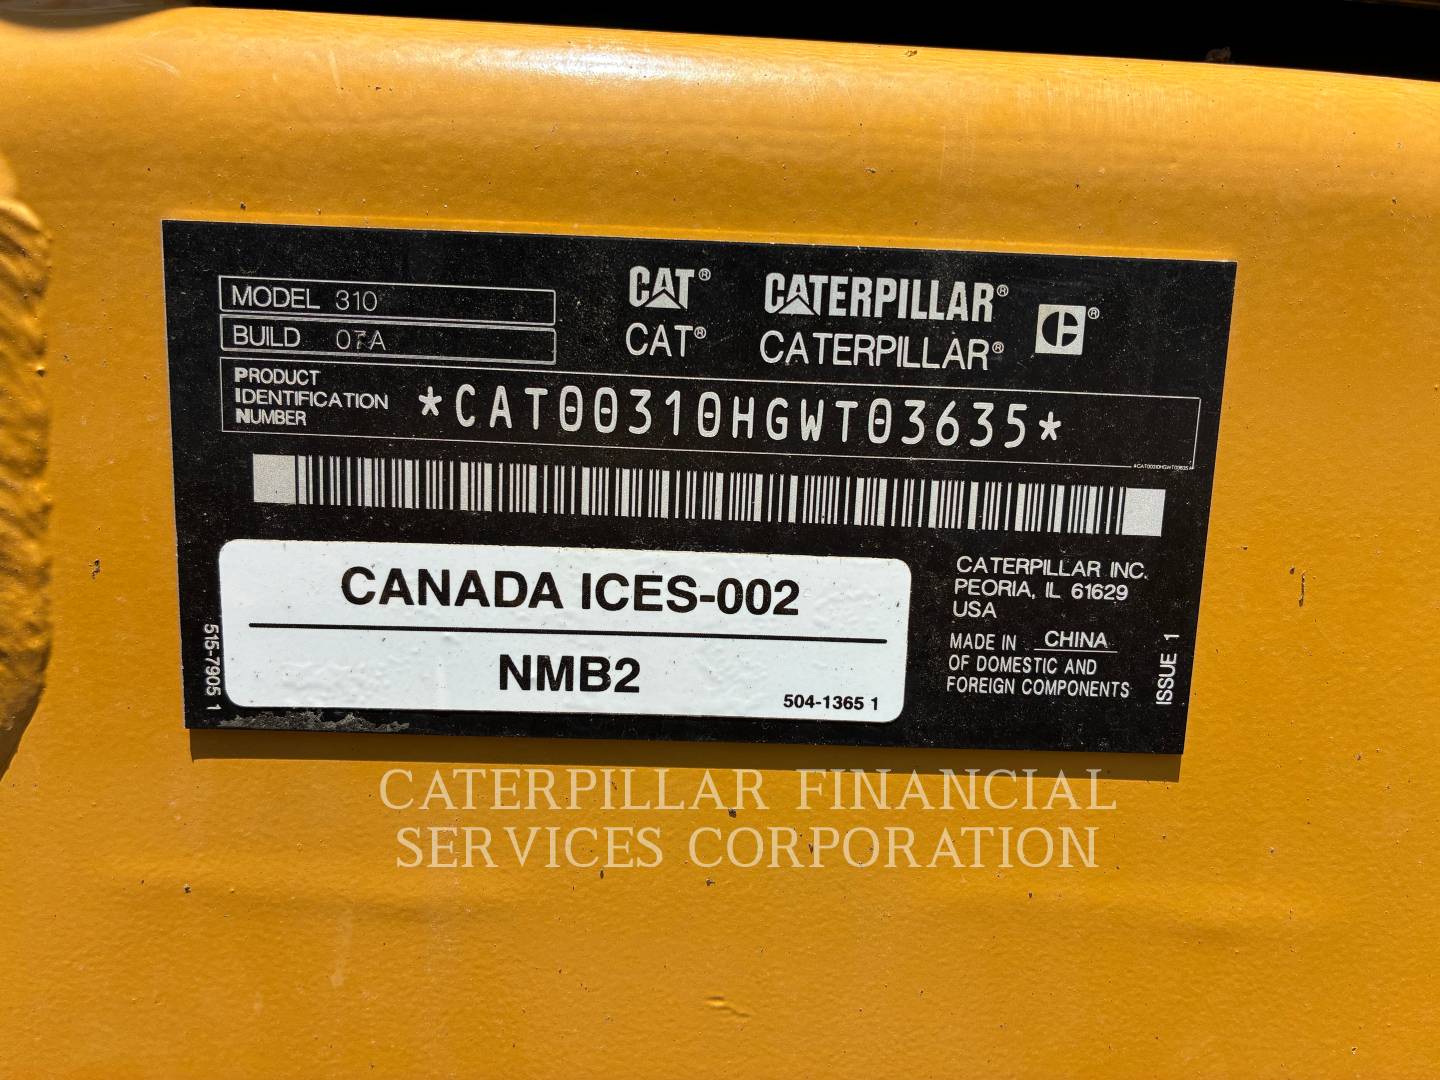 MODEL 310
BUILD 07A
CAT® CATERPILLAR®
CAT® CATERPILLAR®
PRODUCT
IDENTIFICATION
NUMBER
*CAT00310HGWT03635*
*CAT00310HGWT03635*
CANADA ICES-002
NMB2
504-1365 1
515-7905 1
CATERPILLAR INC.
PEORIA, IL 61629
USA
MADE IN CHINA
OF DOMESTIC AND
FOREIGN COMPONENTS
ISSUE 1
CATERPILLAR FINANCIAL
SERVICES CORPORATION